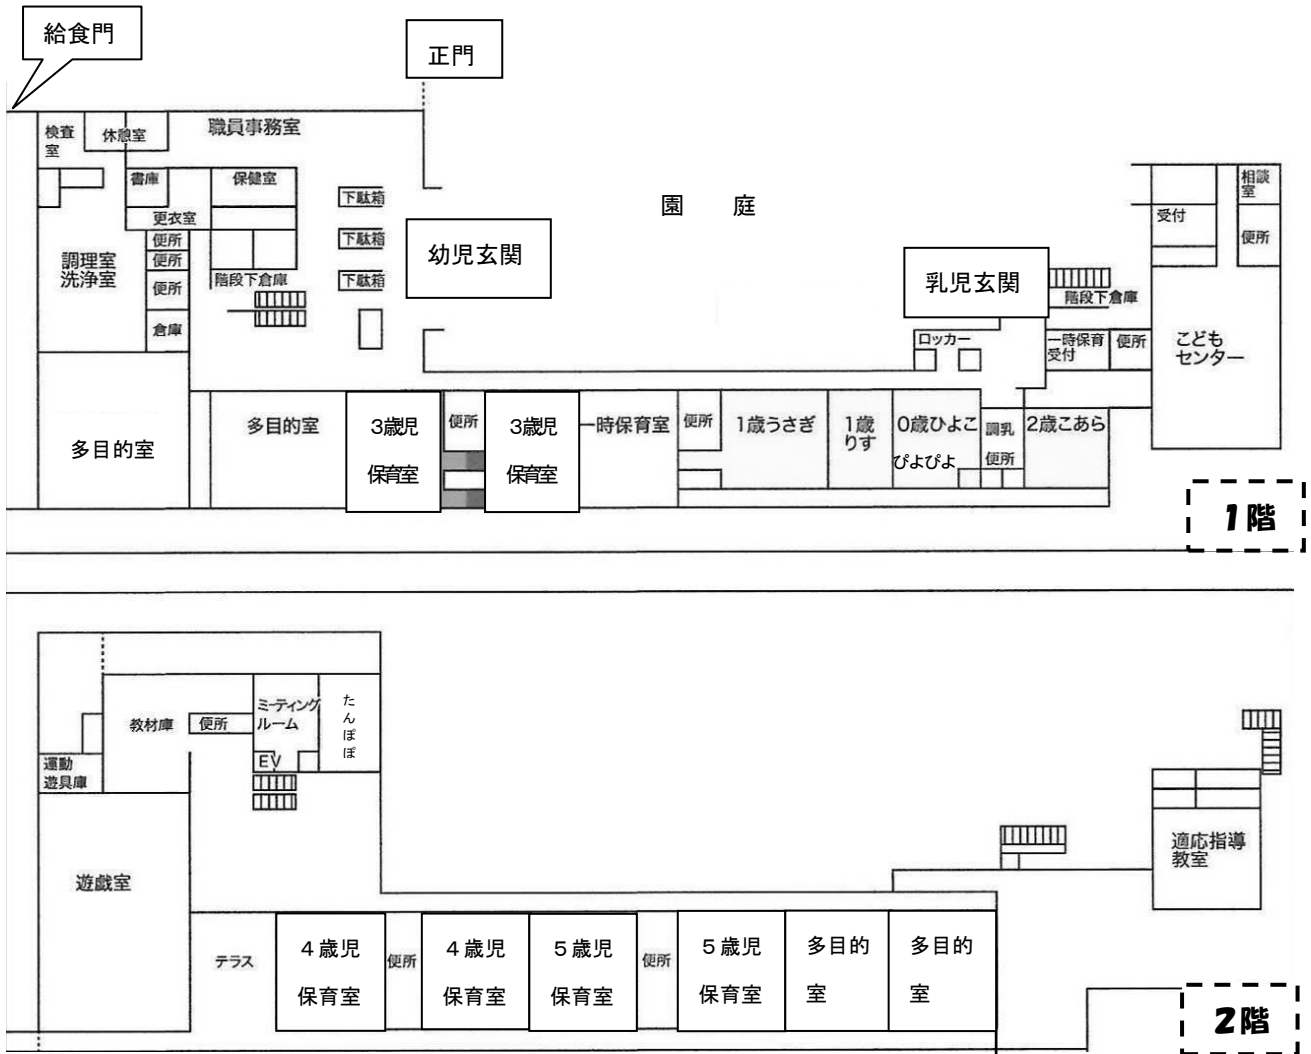 給食門
正門
検査
室
休憩室
職員事務室
書庫
保健室
更衣室
便所
便所
便所
倉庫
調理室
洗浄室
階段下倉庫
下駄箱
下駄箱
下駄箱
幼児玄関
園 庭
乳児玄関
階段下倉庫
ロッカー
一時保育
受付
便所
受付
相談
室
便所
こども
センター
多目的室
多目的室
3歳児
保育室
便所
3歳児
保育室
一時保育室
便所
1歳うさぎ
1歳
りす
0歳ひよこ
ぴよぴよ
調乳
便所
2歳こあら
1階
教材庫
便所
ミーティング
ルーム
EV
たんぽぽ
運動
遊具庫
遊戯室
テラス
4歳児
保育室
便所
4歳児
保育室
5歳児
保育室
便所
5歳児
保育室
多目的
室
多目的
室
適応指導
教室
2階